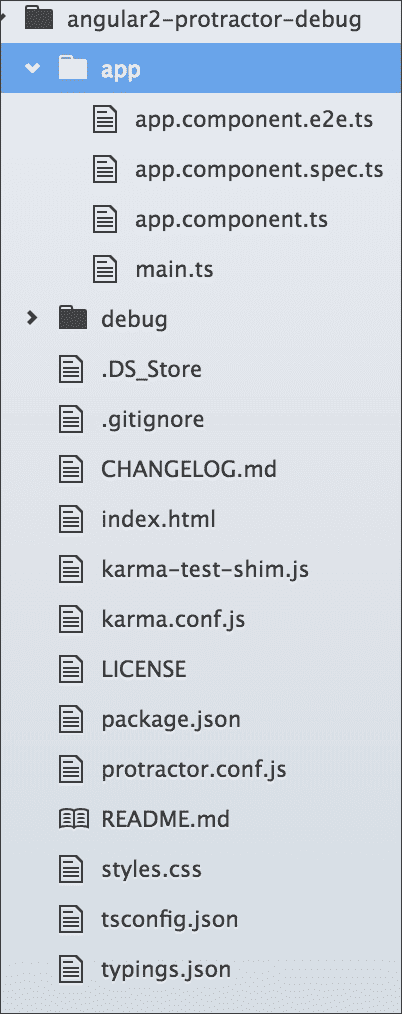 angular2-protractor-debug
app
app.component.e2e.ts
app.component.spec.ts
app.component.ts
main.ts
debug
.DS_Store
.gitignore
CHANGELOG.md
index.html
karma-test-shim.js
karma.conf.js
LICENSE
package.json
protractor.conf.js
README.md
styles.css
tsconfig.json
typings.json